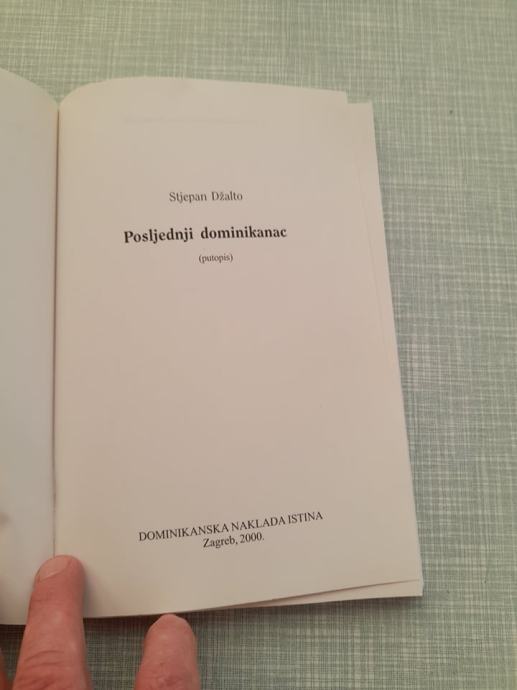 Stjepan Džalto
Posljednji dominikanac
(putopis)
DOMINIKANSKA NAKLADA ISTINA
Zagreb, 2000.